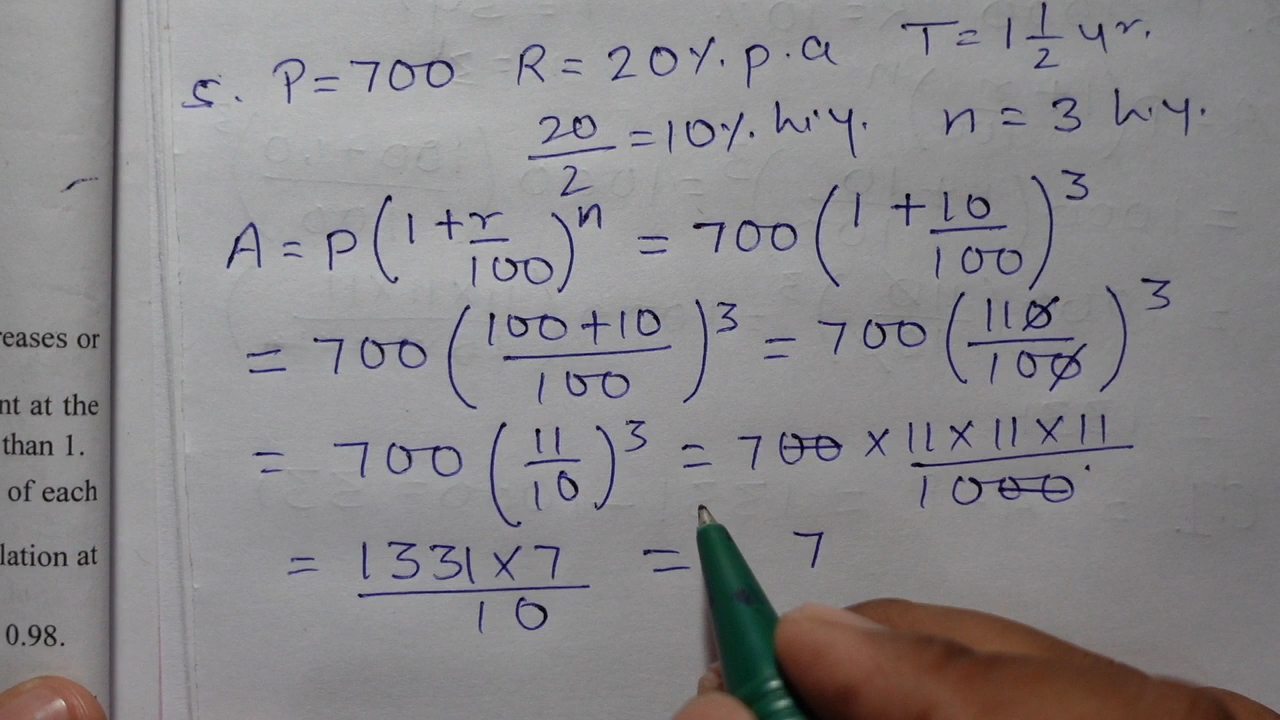 5. P = 700 R = 20 %. p.a T = 1 1/2 yr.
20/2 = 10 %. h.y. n = 3 h.y.
A = P(1 + r/100)^n = 700(1 + 10/100)^3
= 700((100 + 10)/100)^3 = 700(110/100)^3
= 700(11/10)^3 = 700 × (11 × 11 × 11)/1000
= (1331 × 7)/10 = 7
reases or
nt at the
than 1.
of each
lation at
0.98.